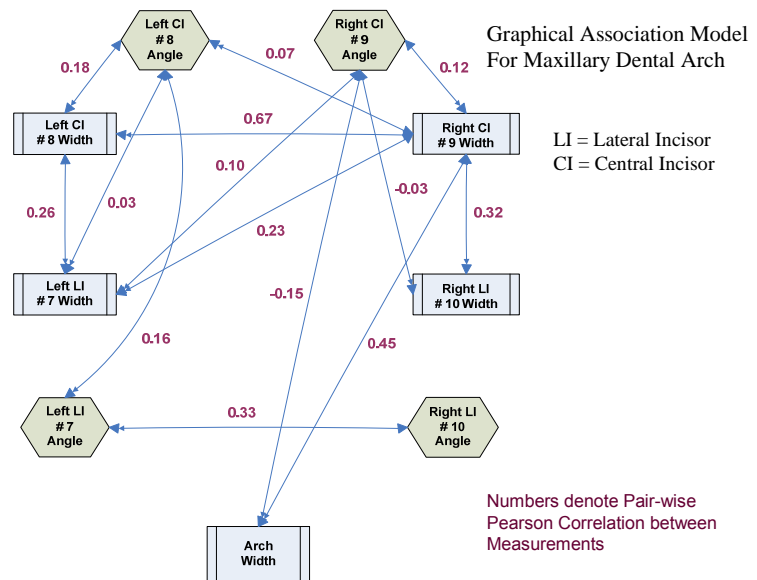 Left CI
# 8
Angle
Right CI
# 9
Angle
Graphical Association Model
For Maxillary Dental Arch
0.18
0.07
0.12
Left CI
# 8 Width
0.67
Right CI
# 9 Width
LI = Lateral Incisor
CI = Central Incisor
0.26
0.03
0.10
-0.03
0.32
0.23
Left LI
# 7 Width
-0.15
Right LI
# 10 Width
0.16
0.45
Left LI
# 7
Angle
0.33
Right LI
# 10
Angle
Arch
Width
Numbers denote Pair-wise
Pearson Correlation between
Measurements